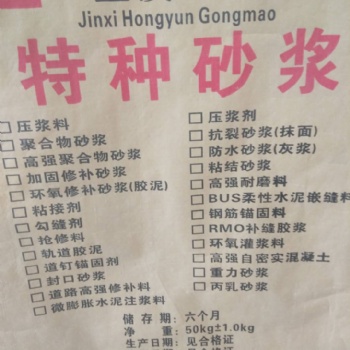 Jinxi Hongyun Gongmao
特种砂浆
压浆料
聚合物砂浆
高强聚合物砂浆
加固修补砂浆
环氧修补砂浆(胶泥)
粘接剂
勾缝剂
抢修料
轨道胶泥
道钉锚固剂
封口砂浆
道路高强修补料
微膨胀水泥注浆料
压浆剂
抗裂砂浆(抹面)
防水砂浆(灰浆)
粘结砂浆
高强耐磨料
BUS柔性水泥嵌缝料
钢筋锚固料
RMO补缝胶浆
环氧灌浆料
高强自密实混凝土
重力砂浆
丙乳砂浆
储存期:六个月
净重:50kg±1.0kg
生产日期:见合格证